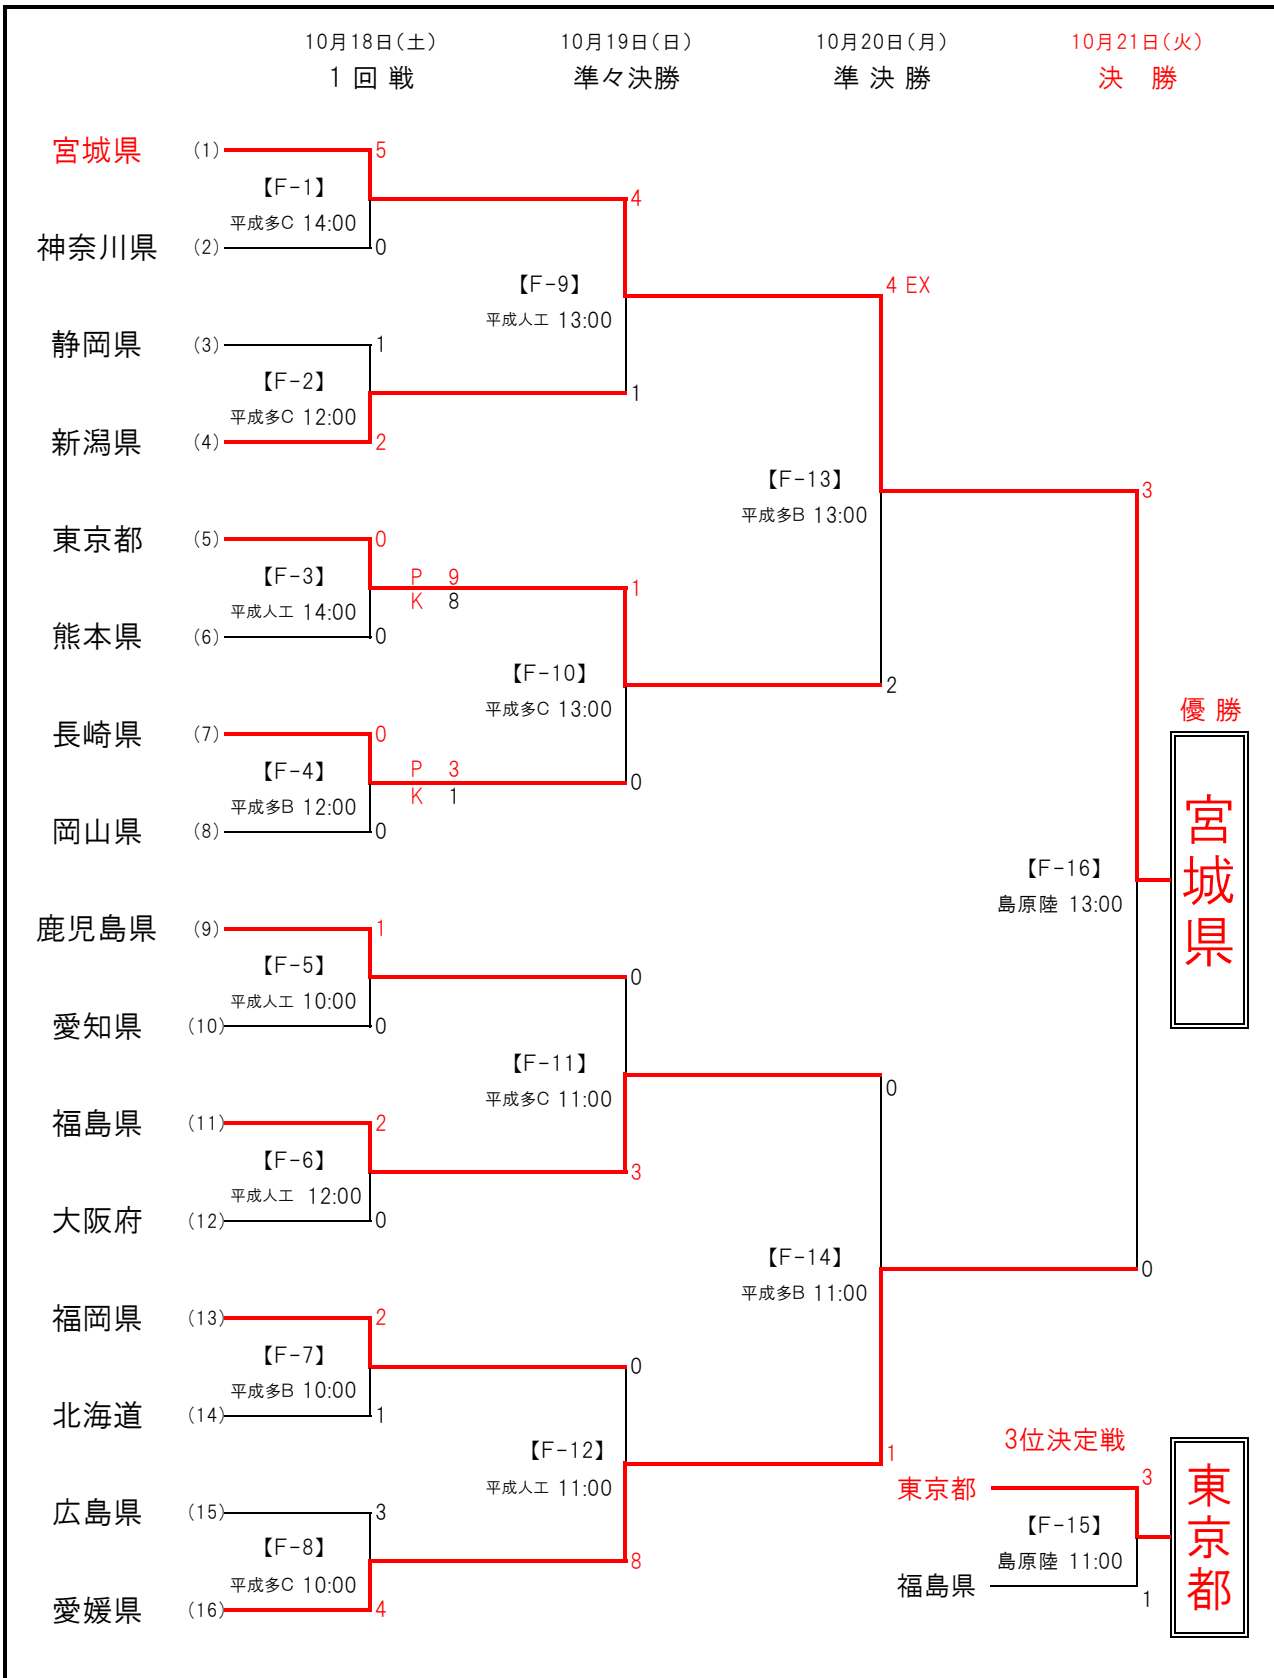 10月18日(土) 10月19日(日) 10月20日(月) 10月21日(火)
1 回 戦 準々決勝 準 決 勝 決 勝
宮城県 (1) 5
【F-1】
平成多C 14:00
4
神奈川県 (2) 0
【F-9】
平成人工 13:00
4 EX
静岡県 (3) 1
【F-2】
平成多C 12:00
1
新潟県 (4) 2
【F-13】
平成多B 13:00
3
東京都 (5) 0
【F-3】
平成人工 14:00
P 9
K 8
1
熊本県 (6) 0
【F-10】
平成多C 13:00
2
長崎県 (7) 0
【F-4】
平成多B 12:00
P 3
K 1
0
岡山県 (8) 0
優 勝
宮城県
【F-16】
島原陸 13:00
鹿児島県 (9) 1
【F-5】
平成人工 10:00
0
愛知県 (10) 0
【F-11】
平成多C 11:00
0
福島県 (11) 2
【F-6】
平成人工 12:00
3
大阪府 (12) 0
【F-14】
平成多B 11:00
0
福岡県 (13) 2
【F-7】
平成多B 10:00
0
北海道 (14) 1
【F-12】
平成人工 11:00
1
広島県 (15) 3
【F-8】
平成多C 10:00
8
愛媛県 (16) 4
3位決定戦
東京都 3
【F-15】
島原陸 11:00
福島県 1
東京都